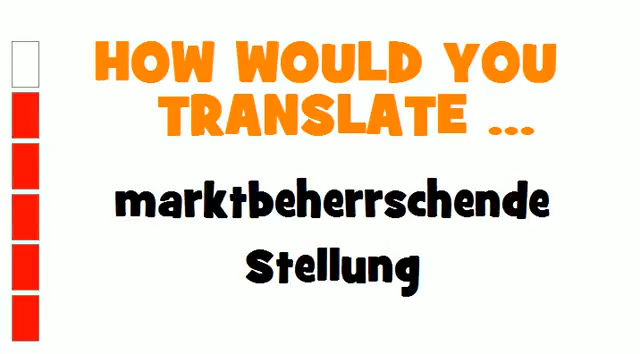 HOW WOULD YOU
TRANSLATE ...
marktbeherrschende
Stellung